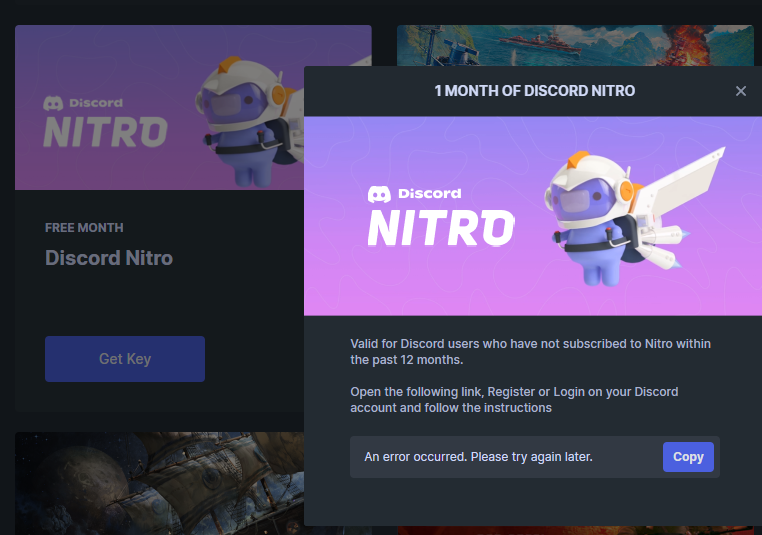 Discord
NITRO
FREE MONTH
Discord Nitro
Get Key
1 MONTH OF DISCORD NITRO
Discord
NITRO
Valid for Discord users who have not subscribed to Nitro within
the past 12 months.
Open the following link, Register or Login on your Discord
account and follow the instructions
An error occurred. Please try again later.
Copy